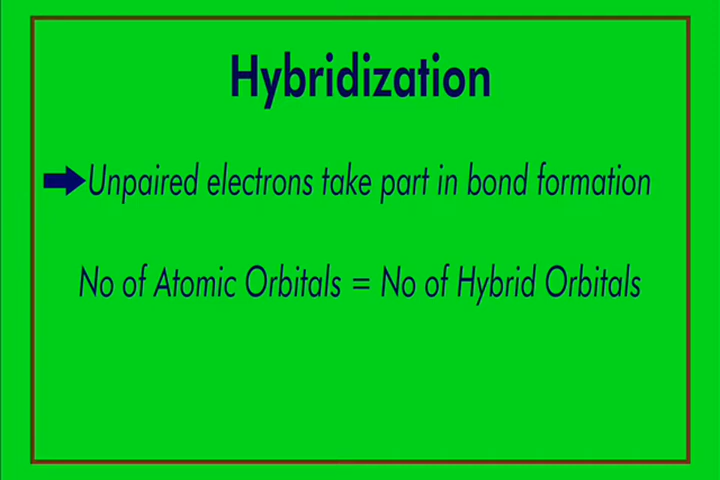 Hybridization
Unpaired electrons take part in bond formation
No of Atomic Orbitals = No of Hybrid Orbitals